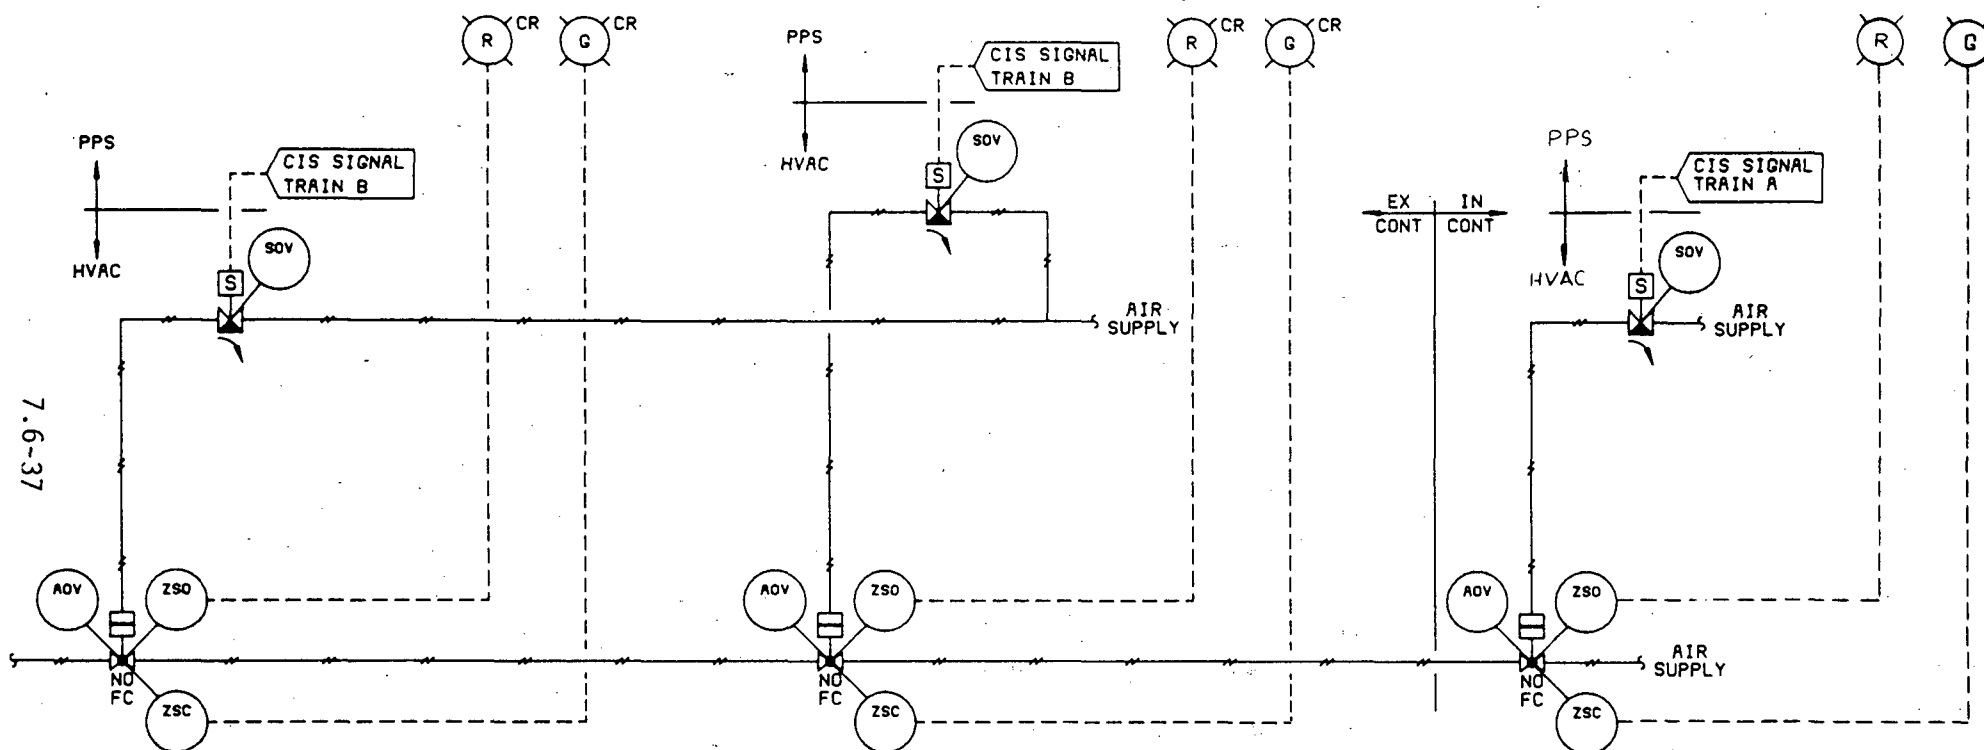 R
CR
G
CR
R
CR
G
CR
R
G
PPS
HVAC
CIS SIGNAL
TRAIN B
S
SOV
PPS
HVAC
CIS SIGNAL
TRAIN B
S
SOV
AIR
SUPPLY
EX
CONT
IN
CONT
PPS
HVAC
CIS SIGNAL
TRAIN A
S
SOV
AIR
SUPPLY
7.6-37
AOV
ZSO
NO
FC
ZSC
AOV
ZSO
NO
FC
ZSC
AOV
ZSO
NO
FC
ZSC
AIR
SUPPLY